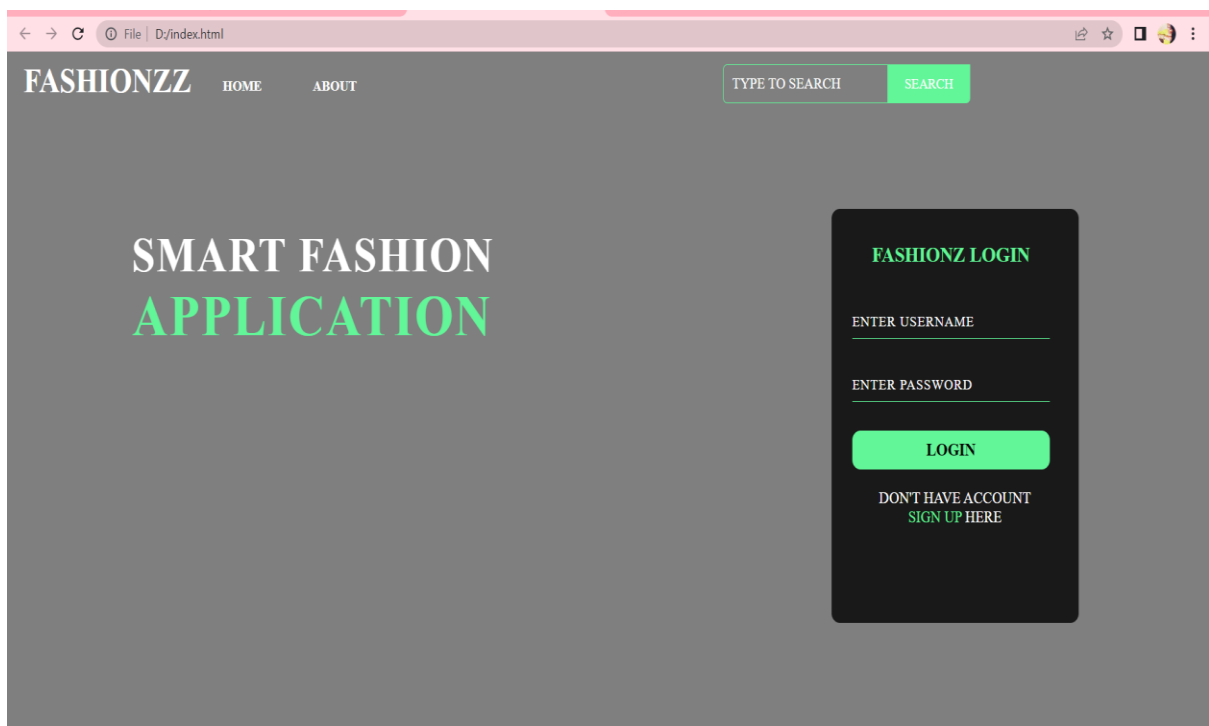 File | D:/index.html
FASHIONZZ HOME ABOUT TYPE TO SEARCH SEARCH
SMART FASHION
APPLICATION
FASHIONZ LOGIN
ENTER USERNAME
ENTER PASSWORD
LOGIN
DON'T HAVE ACCOUNT
SIGN UP HERE